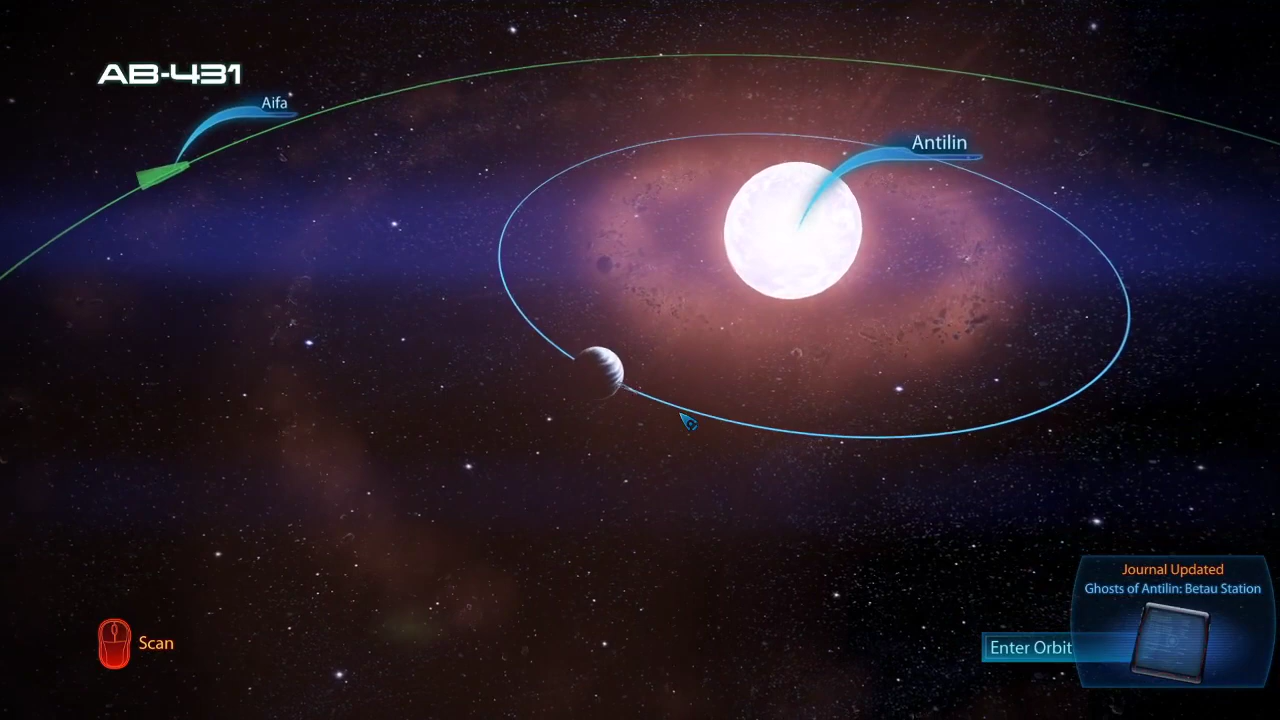 AB-431
Aifa
Antilin
Journal Updated
Ghosts of Antilin: Betau Station
Scan
Enter Orbit